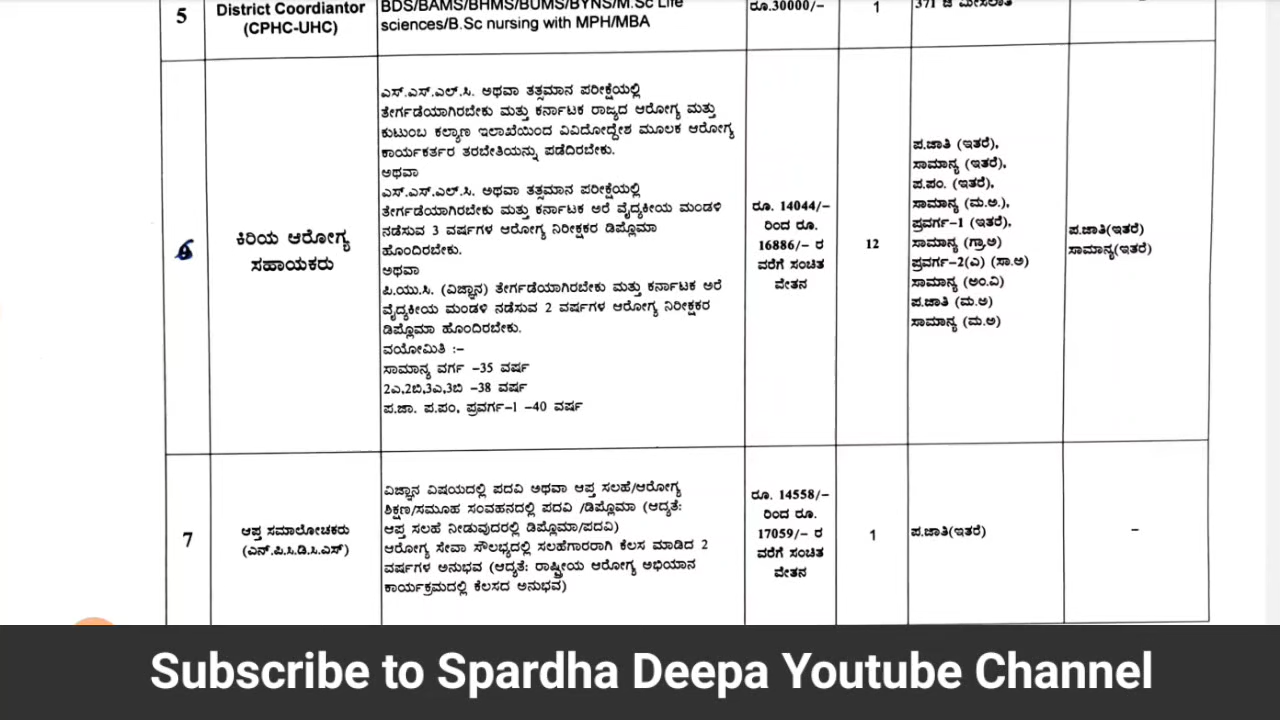 5
District Coordiantor
(CPHC-UHC)
BDS/BAMS/BHMS/BUMS/BYNS/M.Sc Life
sciences/B.Sc nursing with MPH/MBA
ರೂ.30000/-
1
6
ಕಿರಿಯ ಆರೋಗ್ಯ
ಸಹಾಯಕರು
ಎಸ್.ಎಸ್.ಎಲ್.ಸಿ. ಅಥವಾ ತತ್ಸಮಾನ ಪರೀಕ್ಷೆಯಲ್ಲಿ
ತೇರ್ಗಡೆಯಾಗಿರಬೇಕು ಮತ್ತು ಕರ್ನಾಟಕ ರಾಜ್ಯದ ಆರೋಗ್ಯ ಮತ್ತು
ಕುಟುಂಬ ಕಲ್ಯಾಣ ಇಲಾಖೆಯಿಂದ ವಿವಿದೋದ್ದೇಶ ಮೂಲಕ ಆರೋಗ್ಯ
ಕಾರ್ಯಕರ್ತರ ತರಬೇತಿಯನ್ನು ಪಡೆದಿರಬೇಕು.
ಅಥವಾ
ಎಸ್.ಎಸ್.ಎಲ್.ಸಿ. ಅಥವಾ ತತ್ಸಮಾನ ಪರೀಕ್ಷೆಯಲ್ಲಿ
ತೇರ್ಗಡೆಯಾಗಿರಬೇಕು ಮತ್ತು ಕರ್ನಾಟಕ ಅರೆ ವೈದ್ಯಕೀಯ ಮಂಡಳಿ
ನಡೆಸುವ 3 ವರ್ಷಗಳ ಆರೋಗ್ಯ ನಿರೀಕ್ಷಕರ ಡಿಪ್ಲೊಮಾ
ಹೊಂದಿರಬೇಕು.
ಅಥವಾ
ಪಿ.ಯು.ಸಿ. (ವಿಜ್ಞಾನ) ತೇರ್ಗಡೆಯಾಗಿರಬೇಕು ಮತ್ತು ಕರ್ನಾಟಕ ಅರೆ
ವೈದ್ಯಕೀಯ ಮಂಡಳಿ ನಡೆಸುವ 2 ವರ್ಷಗಳ ಆರೋಗ್ಯ ನಿರೀಕ್ಷಕರ
ಡಿಪ್ಲೊಮಾ ಹೊಂದಿರಬೇಕು.
ವಯೋಮಿತಿ :-
ಸಾಮಾನ್ಯ ವರ್ಗ -35 ವರ್ಷ
2ಎ,2ಬಿ,3ಎ,3ಬಿ -38 ವರ್ಷ
ಪ.ಜಾ. ಪ.ಪಂ, ಪ್ರವರ್ಗ-1 -40 ವರ್ಷ
ರೂ. 14044/-
ರಿಂದ ರೂ.
16886/- ರ
ವರೆಗೆ ಸಂಚಿತ
ವೇತನ
12
ಪ.ಜಾತಿ (ಇತರೆ),
ಸಾಮಾನ್ಯ (ಇತರೆ),
ಪ.ಪಂ. (ಇತರೆ),
ಸಾಮಾನ್ಯ (ಮ.ಅ.),
ಪ್ರವರ್ಗ-1 (ಇತರೆ),
ಸಾಮಾನ್ಯ (ಗ್ರಾ.ಅ)
ಪ್ರವರ್ಗ-2(ಎ) (ಸಾ.ಅ)
ಸಾಮಾನ್ಯ (ಅಂ.ವಿ)
ಪ.ಜಾತಿ (ಮ.ಅ)
ಸಾಮಾನ್ಯ (ಮ.ಅ)
ಪ.ಜಾತಿ(ಇತರೆ)
ಸಾಮಾನ್ಯ(ಇತರೆ)
7
ಆಪ್ತ ಸಮಾಲೋಚಕರು
(ಎನ್.ಪಿ.ಸಿ.ಡಿ.ಸಿ.ಎಸ್)
ವಿಜ್ಞಾನ ವಿಷಯದಲ್ಲಿ ಪದವಿ ಅಥವಾ ಆಪ್ತ ಸಲಹೆ/ಆರೋಗ್ಯ
ಶಿಕ್ಷಣ/ಸಮೂಹ ಸಂವಹನದಲ್ಲಿ ಪದವಿ /ಡಿಪ್ಲೊಮಾ (ಆದ್ಯತೆ:
ಆಪ್ತ ಸಲಹೆ ನೀಡುವುದರಲ್ಲಿ ಡಿಪ್ಲೊಮಾ/ಪದವಿ)
ಆರೋಗ್ಯ ಸೇವಾ ಸೌಲಭ್ಯದಲ್ಲಿ ಸಲಹೆಗಾರರಾಗಿ ಕೆಲಸ ಮಾಡಿದ 2
ವರ್ಷಗಳ ಅನುಭವ (ಆದ್ಯತೆ: ರಾಷ್ಟ್ರೀಯ ಆರೋಗ್ಯ ಅಭಿಯಾನ
ಕಾರ್ಯಕ್ರಮದಲ್ಲಿ ಕೆಲಸದ ಅನುಭವ)
ರೂ. 14558/-
ರಿಂದ ರೂ.
17059/- ರ
ವರೆಗೆ ಸಂಚಿತ
ವೇತನ
1
ಪ.ಜಾತಿ(ಇತರೆ)
-
Subscribe to Spardha Deepa Youtube Channel